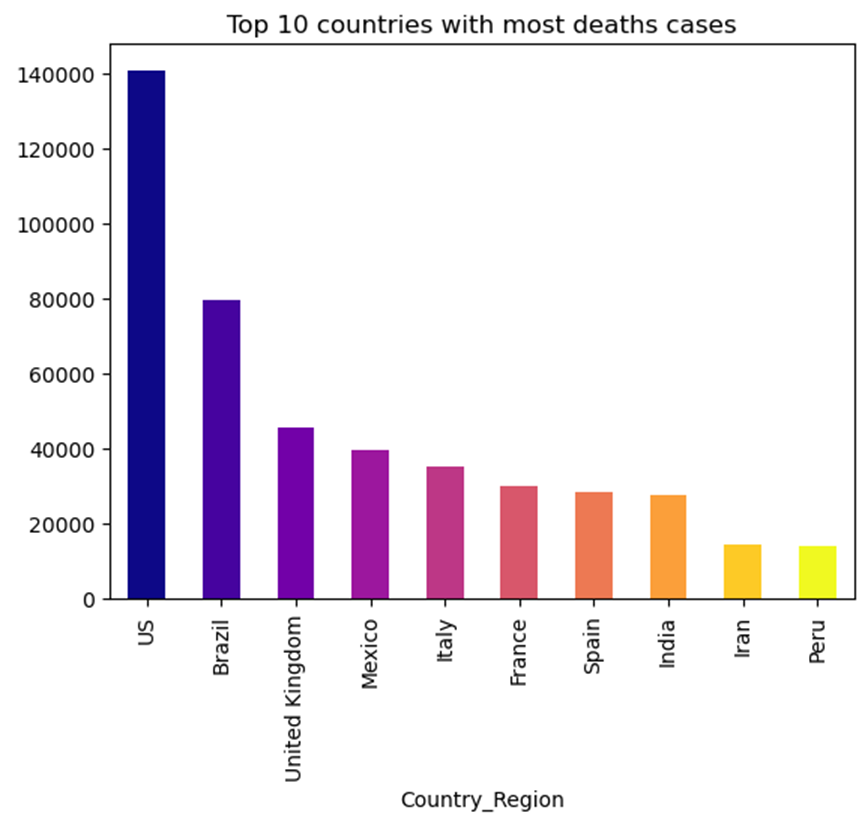 Top 10 countries with most deaths cases
140000
120000
100000
80000
60000
40000
20000
0
US
Brazil
United Kingdom
Mexico
Italy
France
Spain
India
Iran
Peru
Country_Region